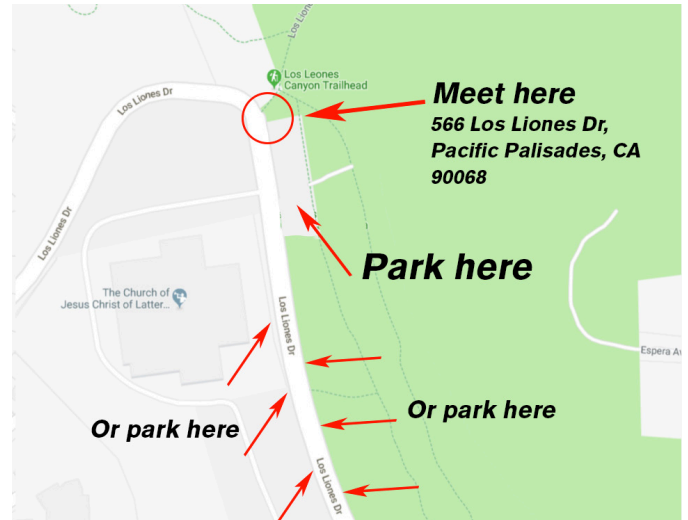 Los Leones
Canyon Trailhead
Meet here
566 Los Liones Dr,
Pacific Palisades, CA
90068
Los Liones Dr
Los Liones Dr
Park here
The Church of
Jesus Christ of Latter...
Los Liones Dr
Espera Av
Or park here
Or park here
Los Liones Dr